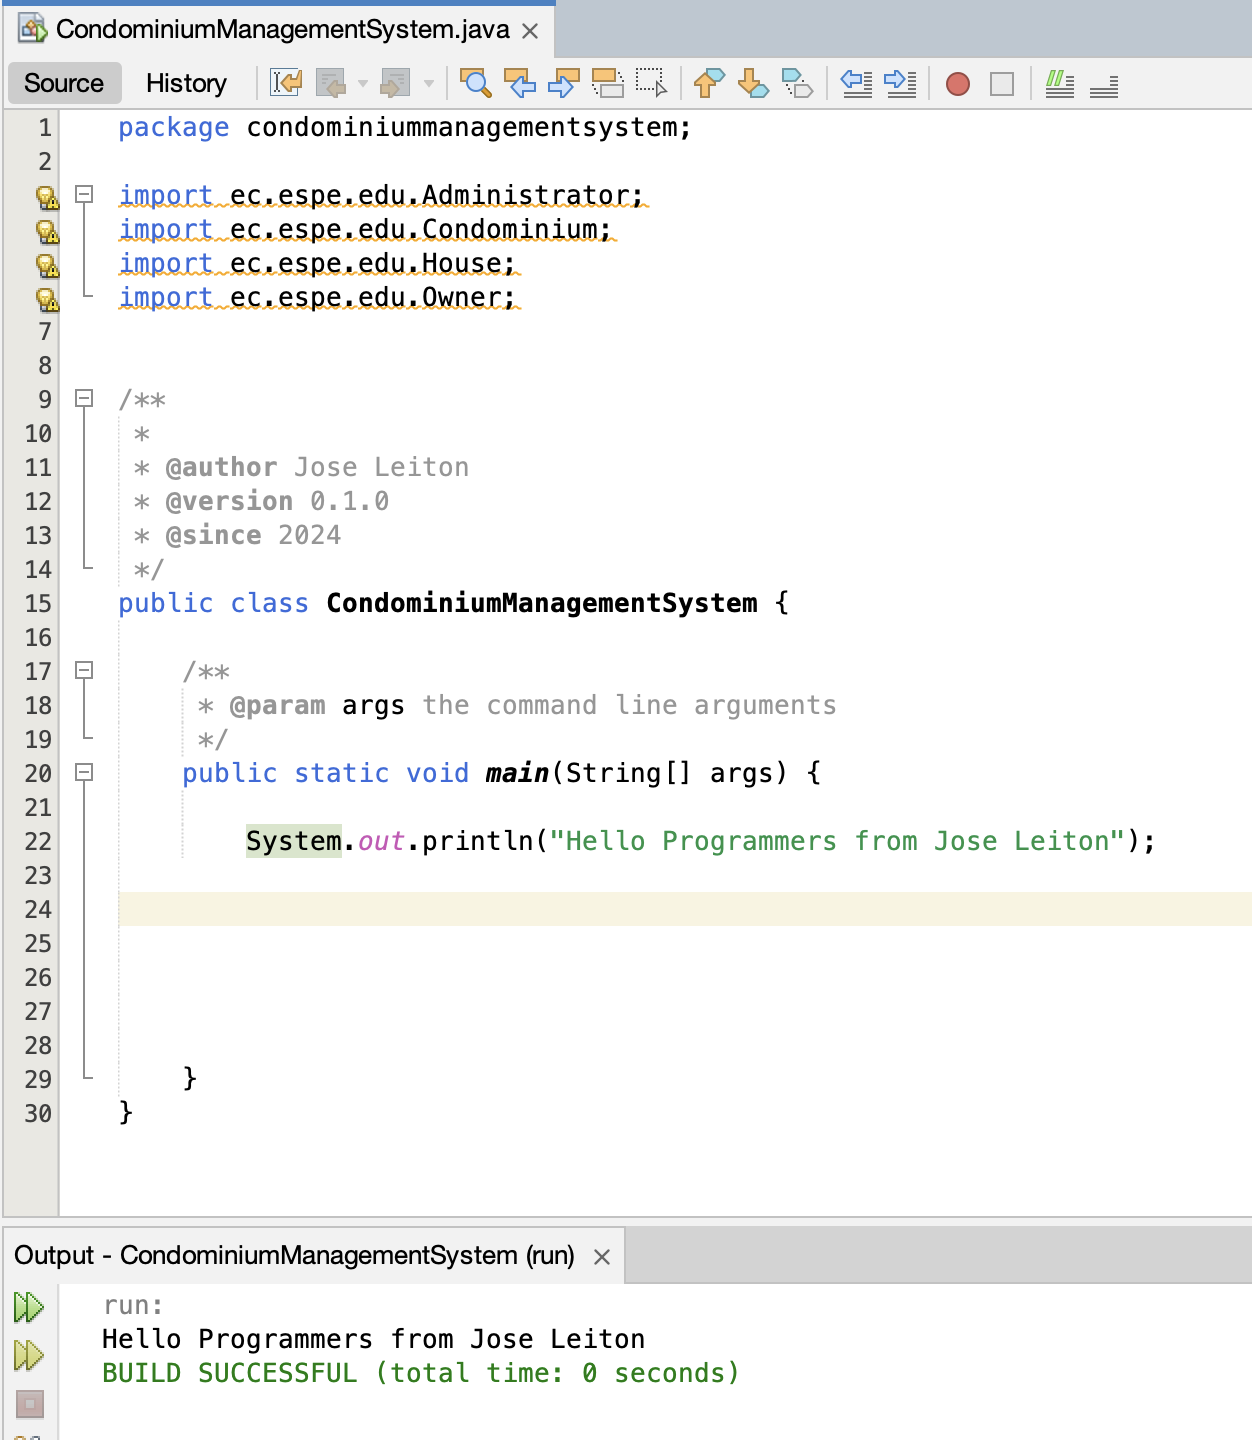 CondominiumManagementSystem.java
Source History
1 package condominiummanagementsystem;
2
import ec.espe.edu.Administrator;
import ec.espe.edu.Condominium;
import ec.espe.edu.House;
import ec.espe.edu.Owner;
7
8
9 /**
10 *
11 * @author Jose Leiton
12 * @version 0.1.0
13 * @since 2024
14 */
15 public class CondominiumManagementSystem {
16
17 /**
18 * @param args the command line arguments
19 */
20 public static void main(String[] args) {
21
22 System.out.println("Hello Programmers from Jose Leiton");
23
24
25
26
27
28
29 }
30 }
Output - CondominiumManagementSystem (run)
run:
Hello Programmers from Jose Leiton
BUILD SUCCESSFUL (total time: 0 seconds)